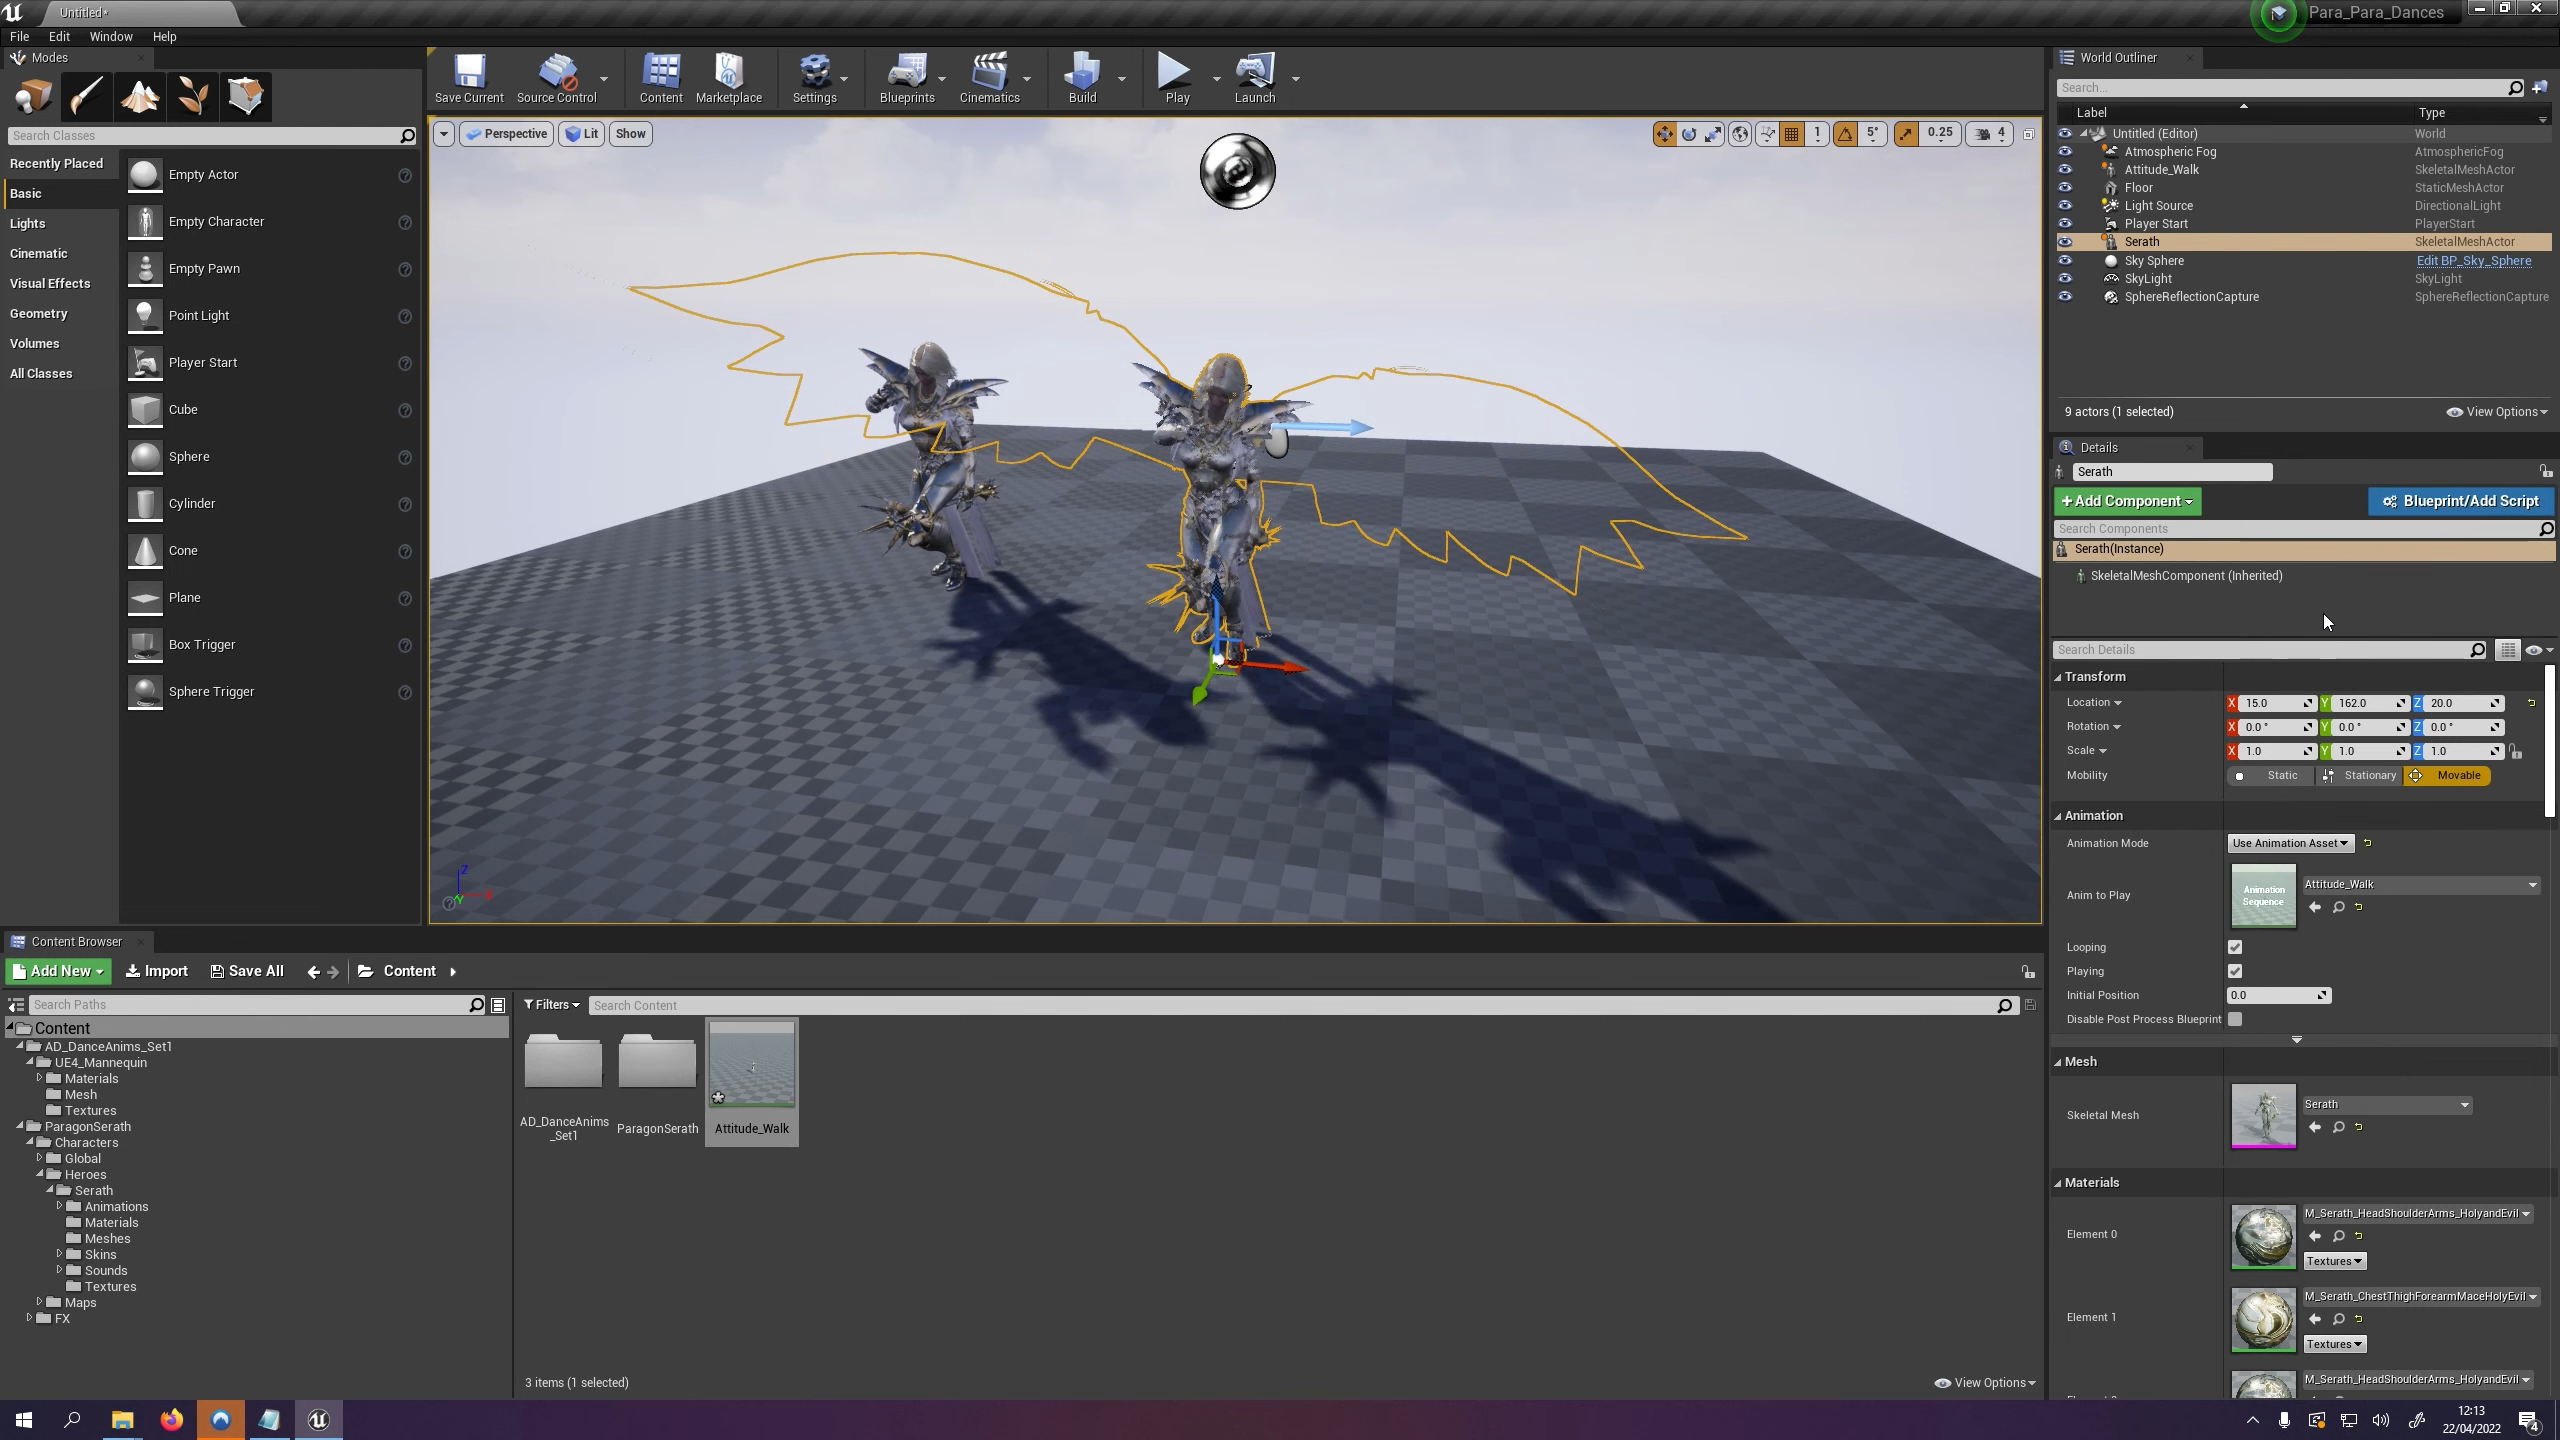 Untitled*
Para_Para_Dances
File Edit Window Help
Modes
Search Classes
Recently Placed
Basic
Lights
Cinematic
Visual Effects
Geometry
Volumes
All Classes
Empty Actor
Empty Character
Empty Pawn
Point Light
Player Start
Cube
Sphere
Cylinder
Cone
Plane
Box Trigger
Sphere Trigger
Save Current Source Control Content Marketplace Settings Blueprints Cinematics Build Play Launch
Perspective Lit Show
1 5° 0.25 4
Z
X
Y
World Outliner
Search...
Label Type
Untitled (Editor) World
Atmospheric Fog AtmosphericFog
Attitude_Walk SkeletalMeshActor
Floor StaticMeshActor
Light Source DirectionalLight
Player Start PlayerStart
Serath SkeletalMeshActor
Sky Sphere Edit BP_Sky_Sphere
SkyLight SkyLight
SphereReflectionCapture SphereReflectionCapture
9 actors (1 selected) View Options
Details
Serath
+Add Component Blueprint/Add Script
Search Components
Serath(Instance)
SkeletalMeshComponent (Inherited)
Search Details
Transform
Location X 15.0 Y 162.0 Z 20.0
Rotation X 0.0 ° Y 0.0 ° Z 0.0 °
Scale X 1.0 Y 1.0 Z 1.0
Mobility Static Stationary Movable
Animation
Animation Mode Use Animation Asset
Anim to Play Animation Sequence Attitude_Walk
Looping
Playing
Initial Position 0.0
Disable Post Process Blueprint
Mesh
Skeletal Mesh Serath
Materials
Element 0 M_Serath_HeadShoulderArms_HolyandEvil
Textures
Element 1 M_Serath_ChestThighForearmMaceHolyEvil
Textures
M_Serath_HeadShoulderArms_HolyandEvil
Content Browser
Add New Import Save All Content
Search Paths
Content
AD_DanceAnims_Set1
UE4_Mannequin
Materials
Mesh
Textures
ParagonSerath
Characters
Global
Heroes
Serath
Animations
Materials
Meshes
Skins
Sounds
Textures
Maps
FX
Filters Search Content
AD_DanceAnims
_Set1
ParagonSerath
Attitude_Walk
3 items (1 selected) View Options
12:13
22/04/2022
4